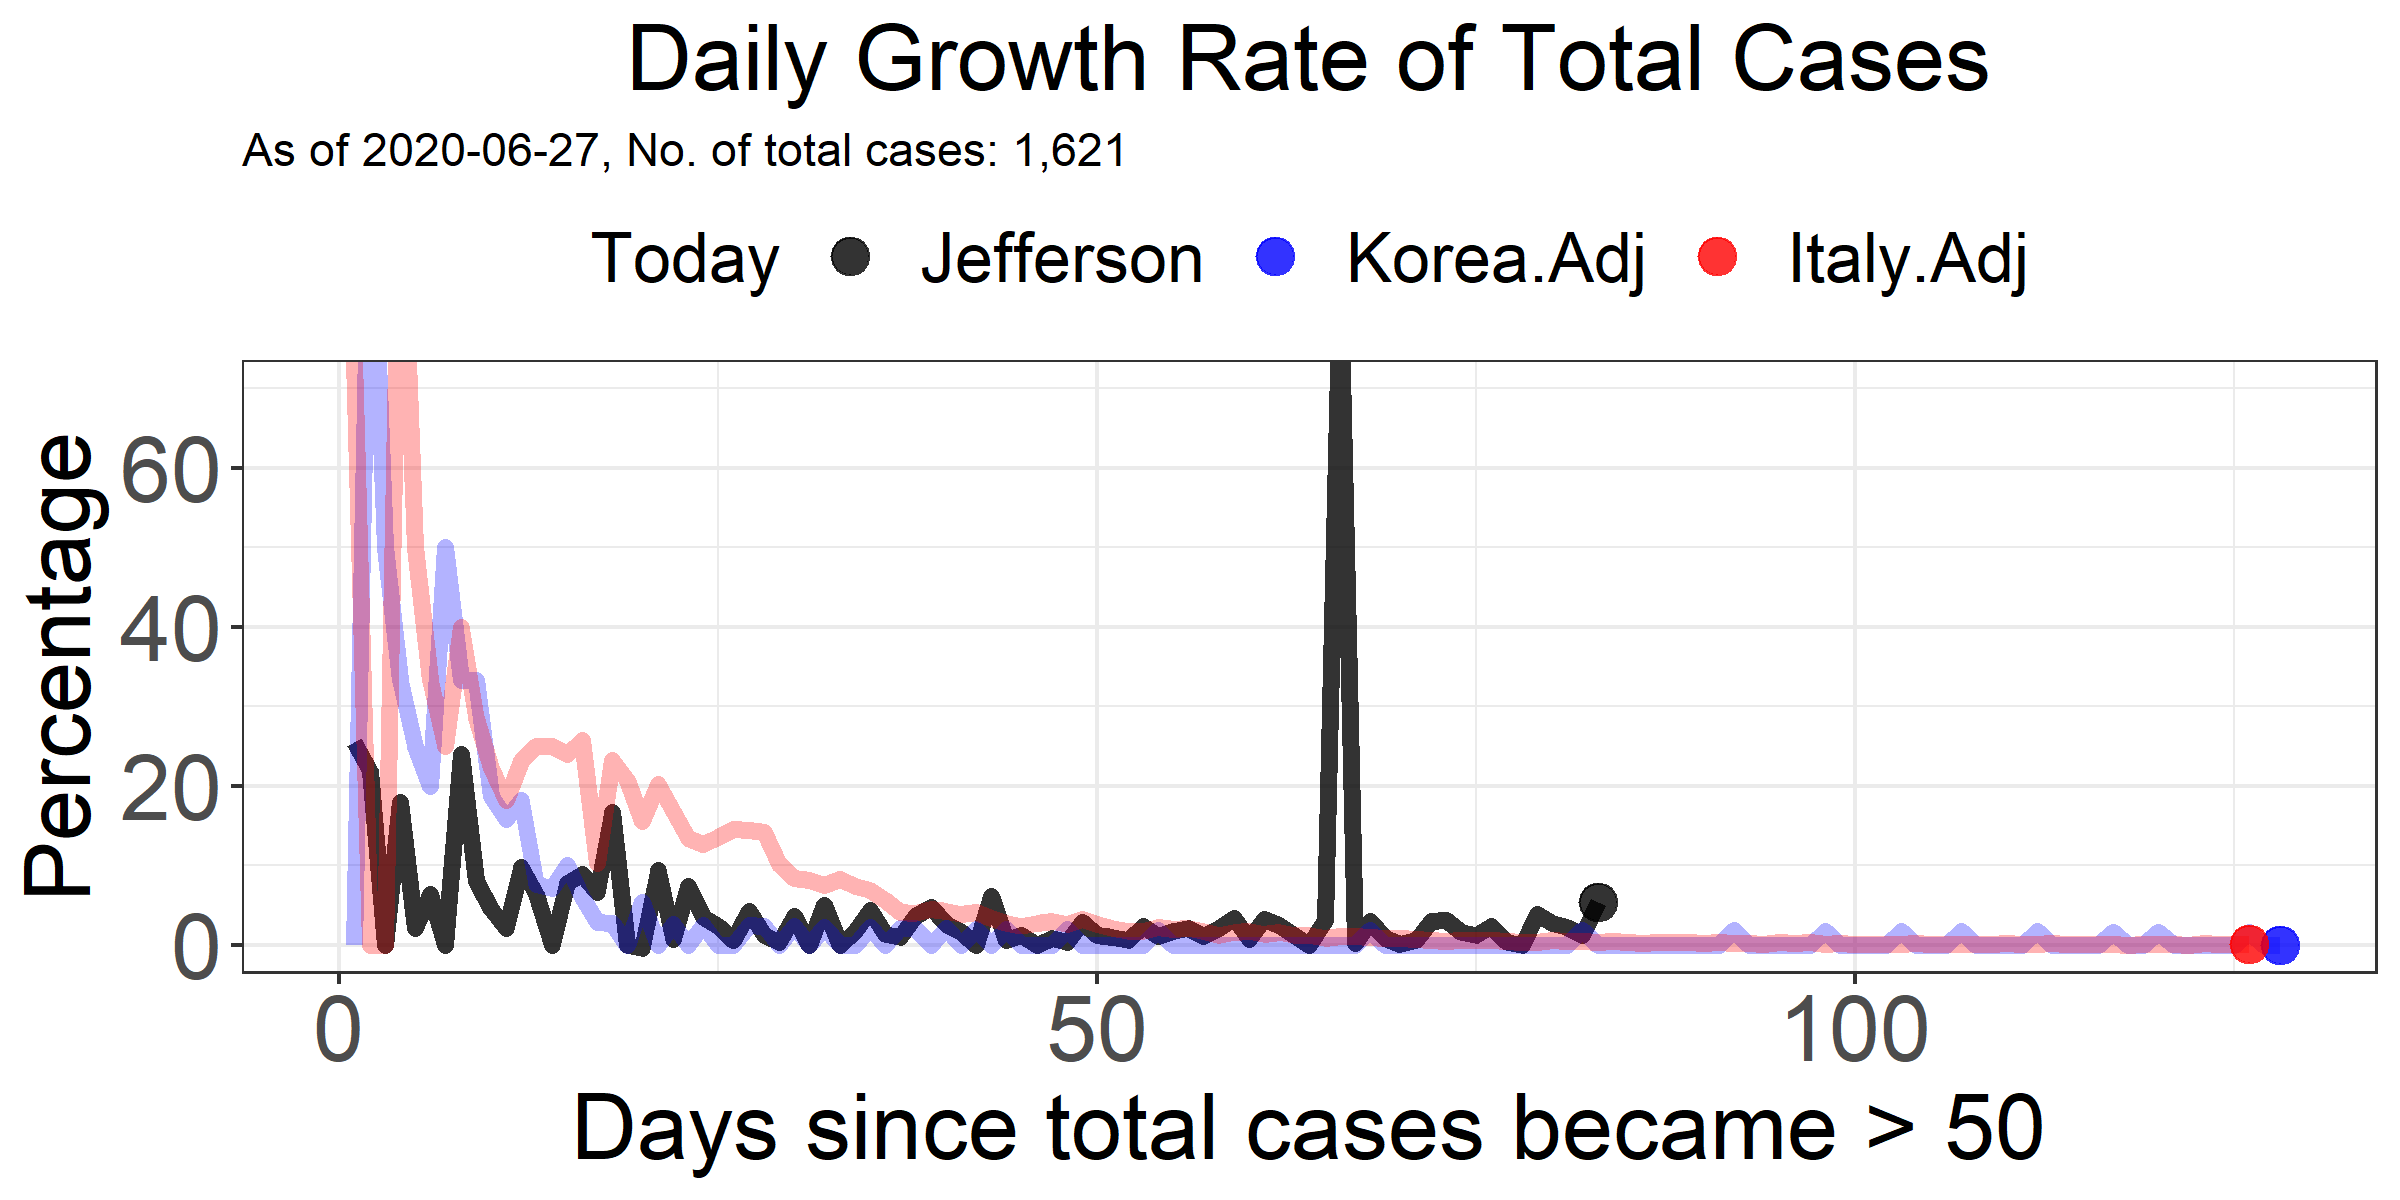 Daily Growth Rate of Total Cases
As of 2020-06-27, No. of total cases: 1,621
Today Jefferson Korea.Adj Italy.Adj
Percentage
60
40
20
0
0 50 100
Days since total cases became > 50